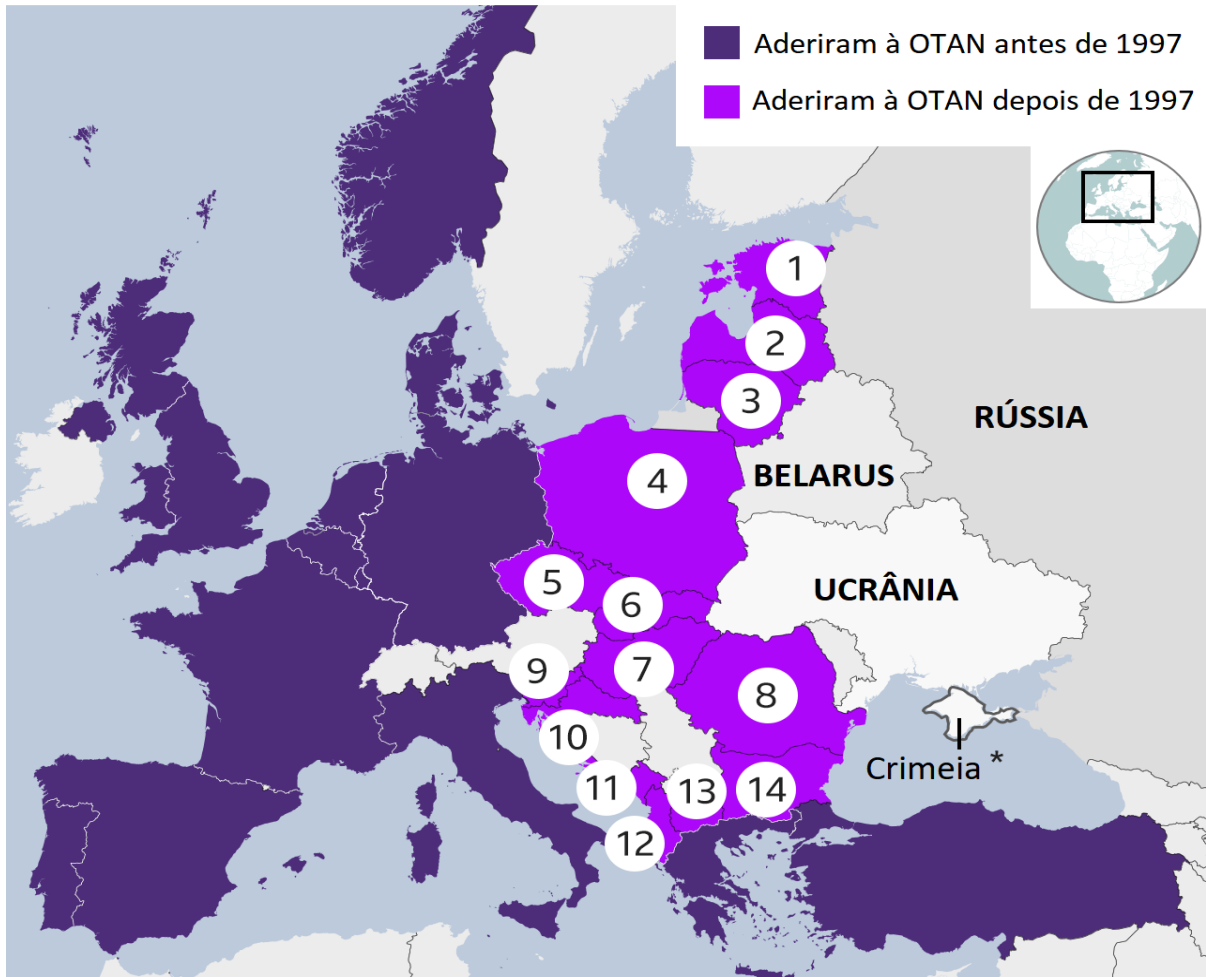 Aderiram à OTAN antes de 1997
Aderiram à OTAN depois de 1997
1
2
3
RÚSSIA
BELARUS
4
5
6
UCRÂNIA
7
9
8
10
Crimeia *
11
13
14
12